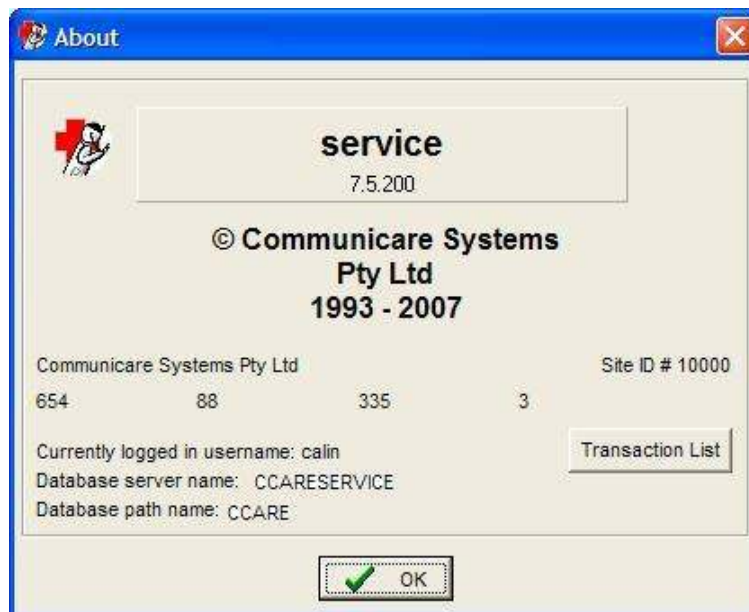 About
service
7.5.200
© Communicare Systems
Pty Ltd
1993 - 2007
Communicare Systems Pty Ltd Site ID # 10000
654 88 335 3
Currently logged in username: calin
Transaction List
Database server name: CCARESERVICE
Database path name: CCARE
OK